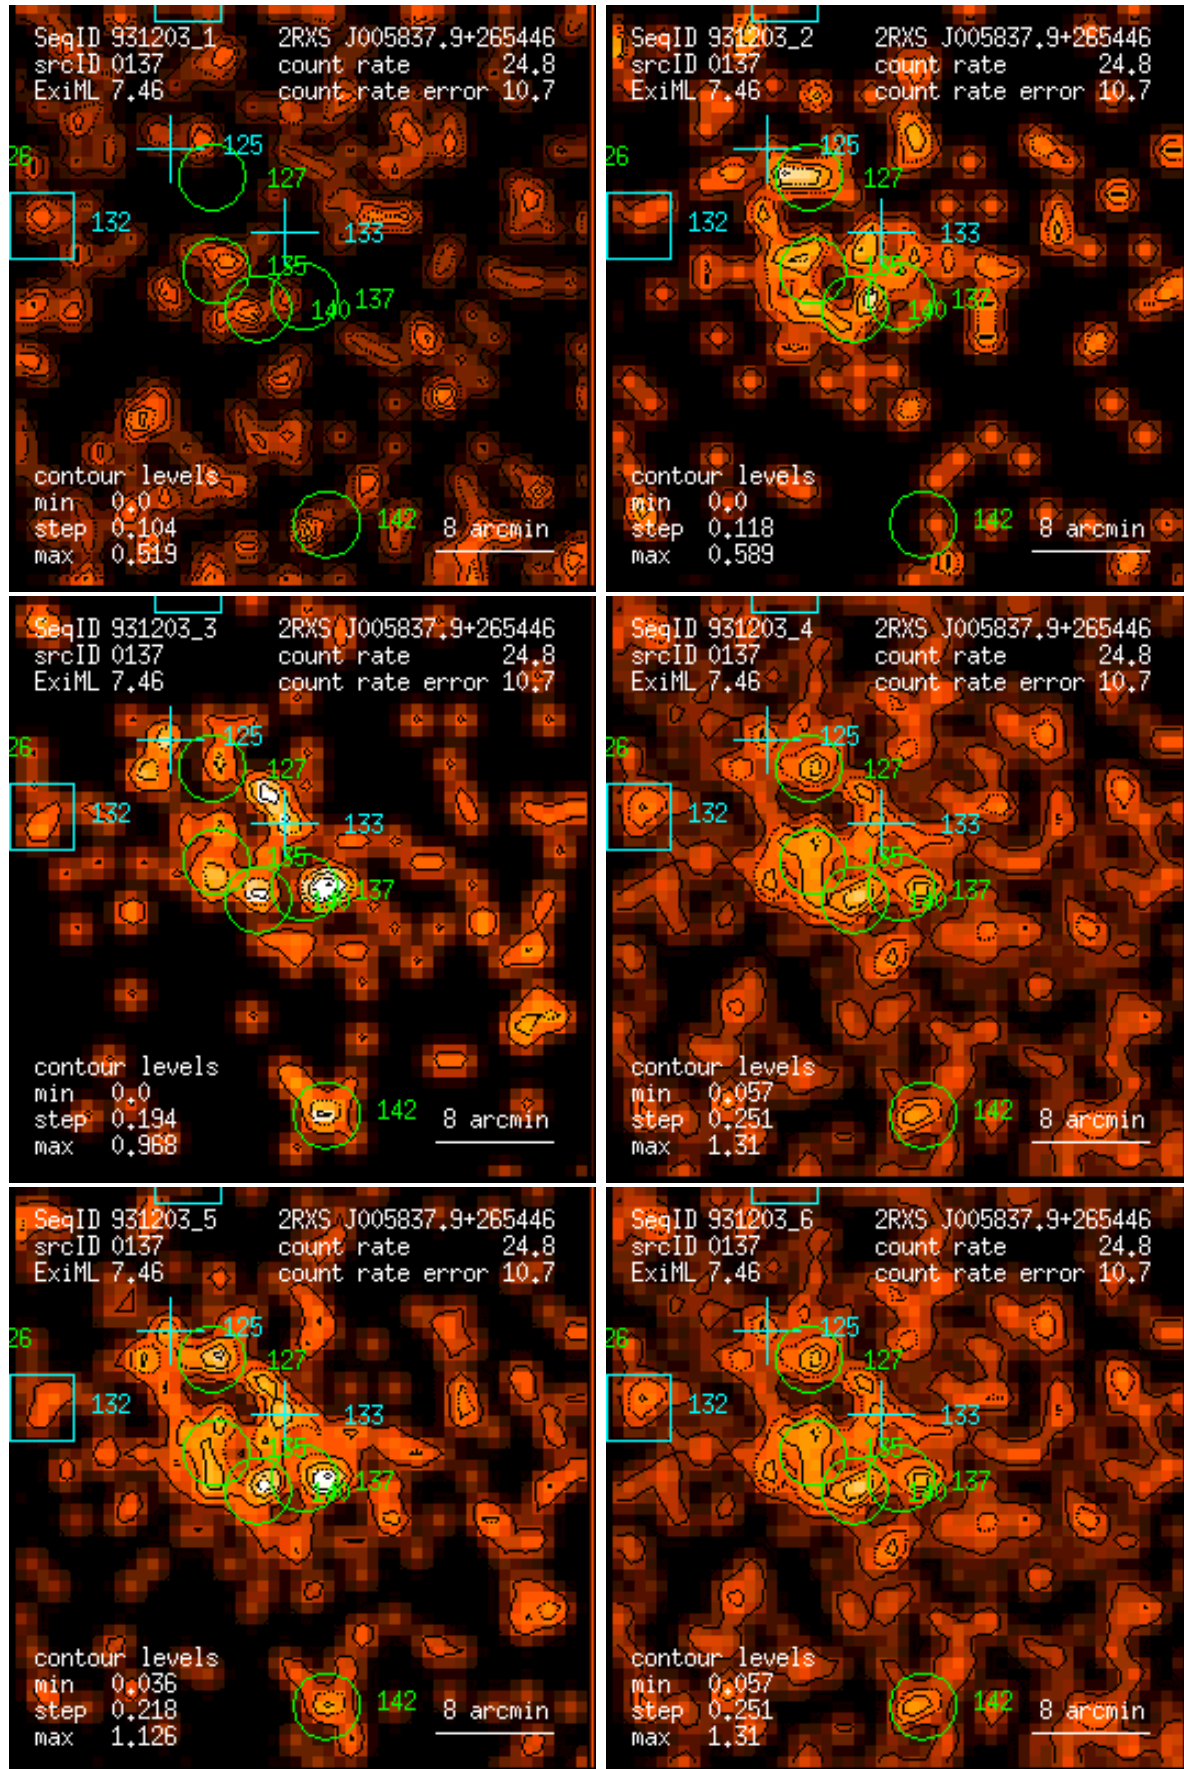 SeqID 931203_1 2RXS J005837.9+265446
srcID 0137 count rate 24.8
ExiML 7.46 count rate error 10.7
125
26
127
132
133
135
137
140
contour levels
min 0.0
step 0.104
max 0.519
142
8 arcmin
SeqID 931203_2 2RXS J005837.9+265446
srcID 0137 count rate 24.8
ExiML 7.46 count rate error 10.7
125
26
127
132
133
135
137
140
contour levels
min 0.0
step 0.118
max 0.589
142
8 arcmin
SeqID 931203_3 2RXS J005837.9+265446
srcID 0137 count rate 24.8
ExiML 7.46 count rate error 10.7
125
26
127
132
133
135
137
140
contour levels
min 0.0
step 0.194
max 0.968
142
8 arcmin
SeqID 931203_4 2RXS J005837.9+265446
srcID 0137 count rate 24.8
ExiML 7.46 count rate error 10.7
125
26
127
132
133
135
137
140
contour levels
min 0.057
step 0.251
max 1.31
142
8 arcmin
SeqID 931203_5 2RXS J005837.9+265446
srcID 0137 count rate 24.8
ExiML 7.46 count rate error 10.7
125
26
127
132
133
135
137
140
contour levels
min 0.036
step 0.218
max 1.126
142
8 arcmin
SeqID 931203_6 2RXS J005837.9+265446
srcID 0137 count rate 24.8
ExiML 7.46 count rate error 10.7
125
26
127
132
133
135
137
140
contour levels
min 0.057
step 0.251
max 1.31
142
8 arcmin